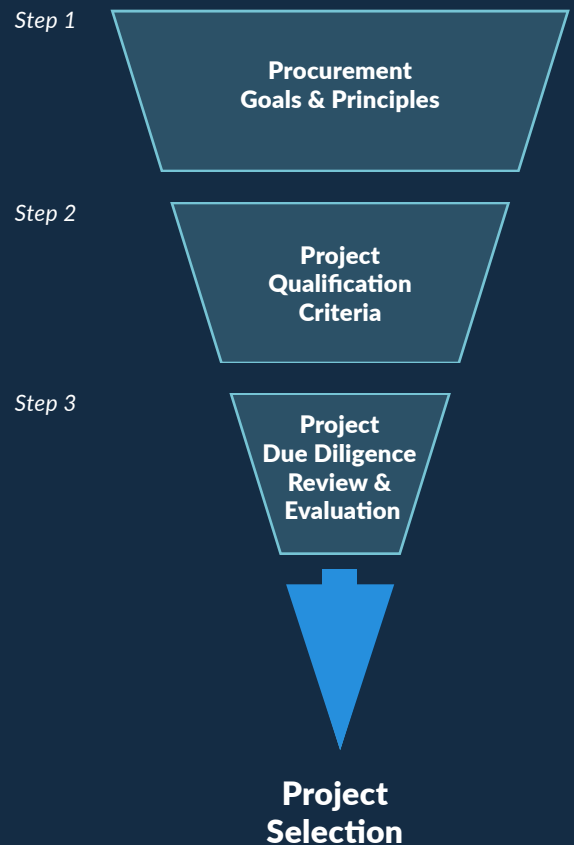 Step 1
Procurement
Goals & Principles
Step 2
Project
Qualification
Criteria
Step 3
Project
Due Diligence
Review &
Evaluation
Project
Selection